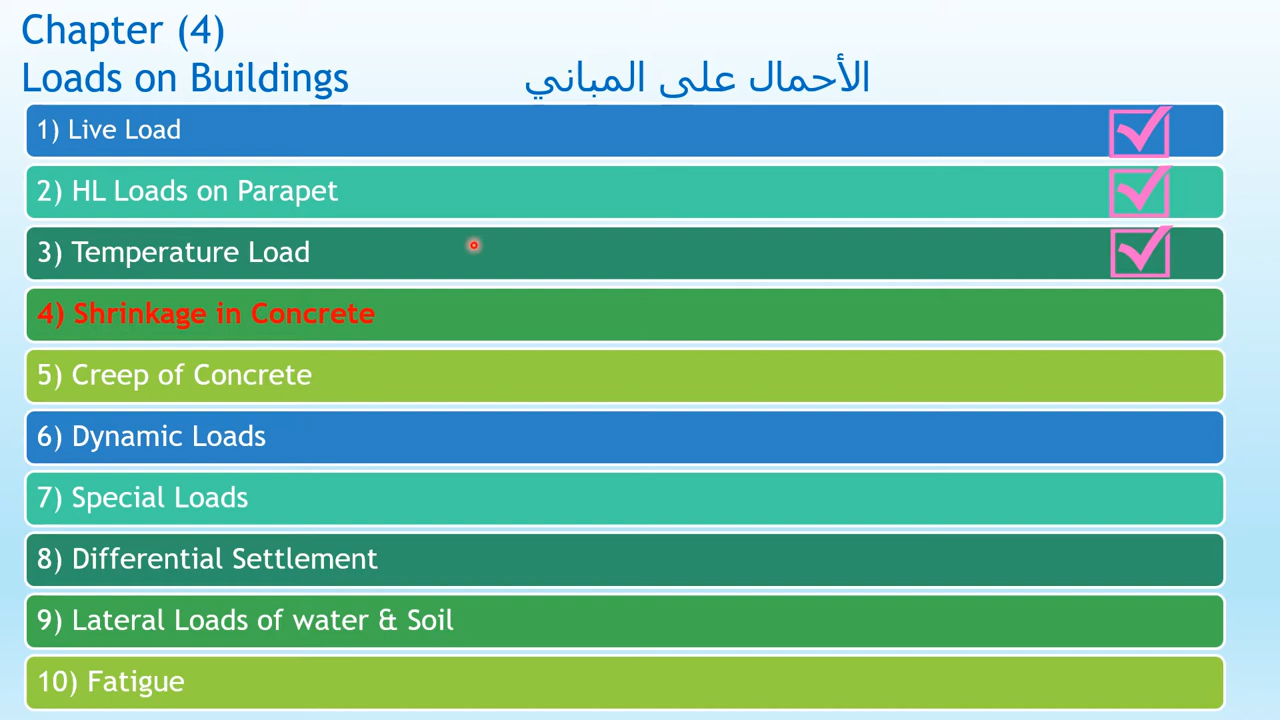 Chapter (4)
Loads on Buildings الأحمال على المباني
1) Live Load
2) HL Loads on Parapet
3) Temperature Load
4) Shrinkage in Concrete
5) Creep of Concrete
6) Dynamic Loads
7) Special Loads
8) Differential Settlement
9) Lateral Loads of water & Soil
10) Fatigue